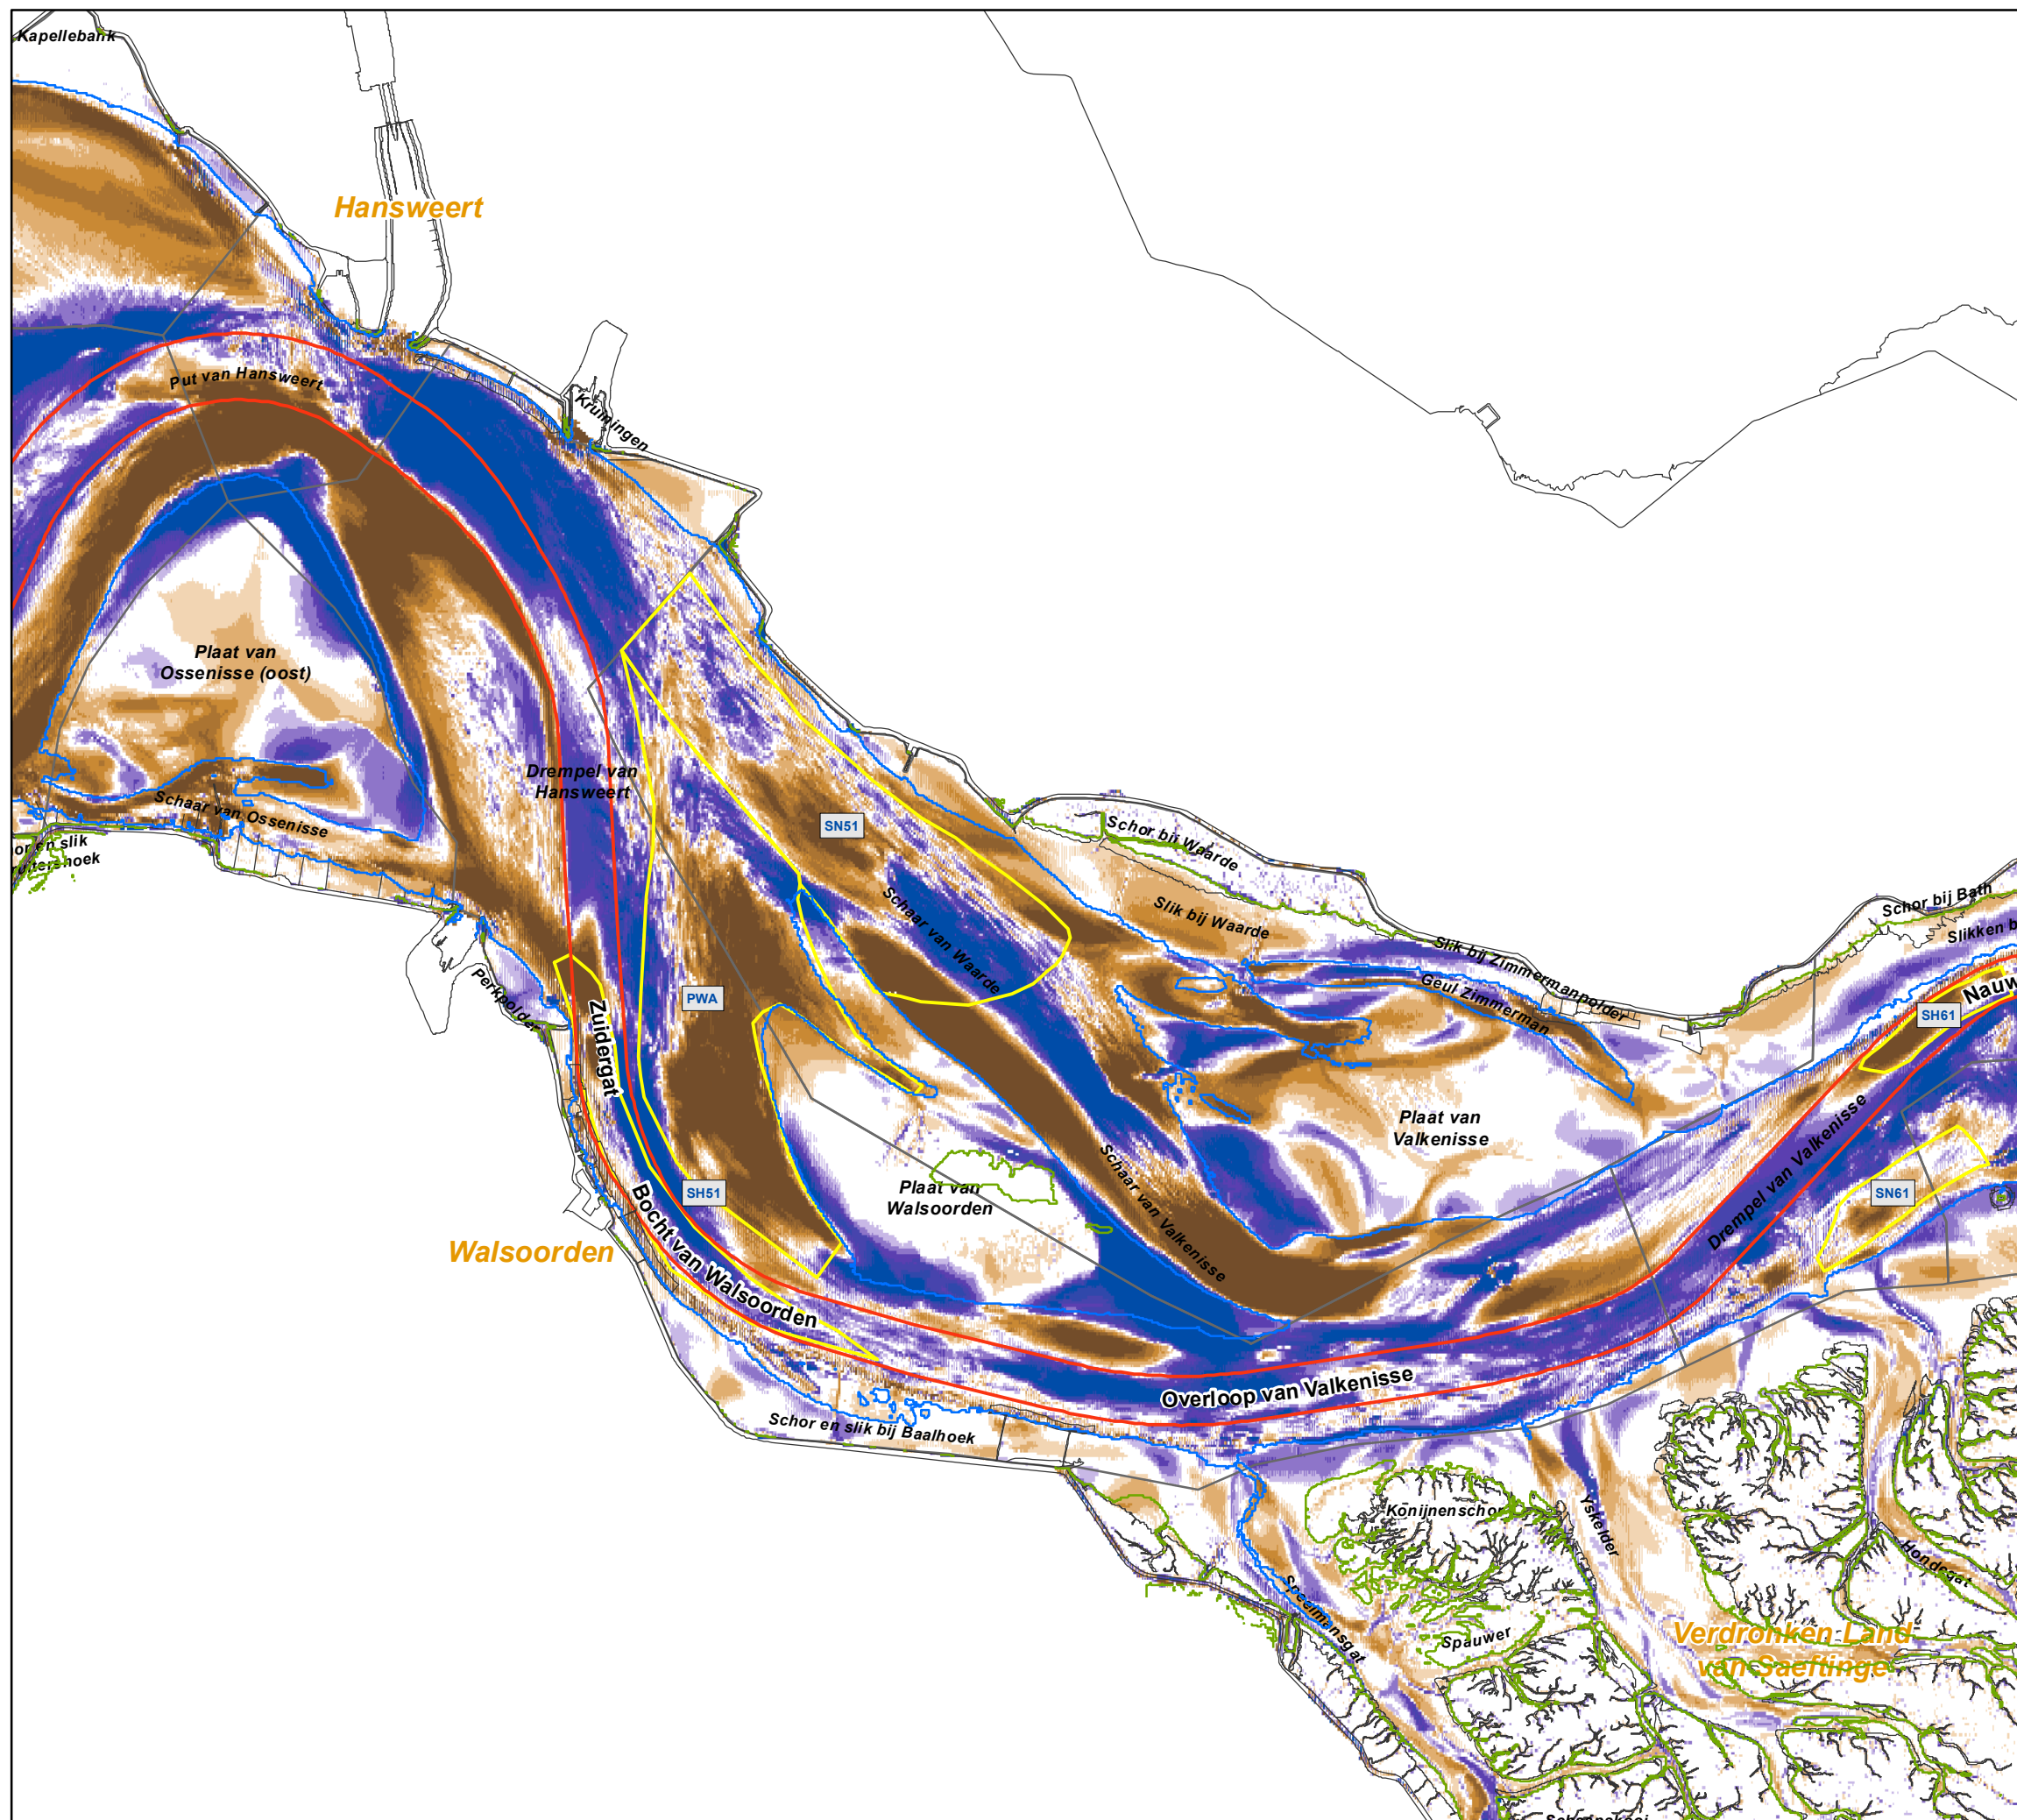 Kapellebank
Hansweert
Put van Hansweert
Kruiningen
Plaat van
Ossenisse (oost)
Drempel van
Hansweert
Schaar van Ossenisse
en slik
SN51
Schor bij Waarde
Schaar van Waarde
Slik bij Waarde
Schor bij Bath
Slikken b
Slik bij Zimmermanpolder
Geul Zimmerman
Perkpolder
Zuidergat
PWA
Nauw
SH61
Plaat van
Valkenisse
Drempel van Valkenisse
SH51
Plaat van
Walsoorden
Schaar van Valkenisse
SN61
Walsoorden
Bocht van Walsoorden
Overloop van Valkenisse
Schor en slik bij Baalhoek
Konijnenscho
Yskelder
Hondegat
Speelmansgat
Spauwer
Verdronken Land
van Saeftinge